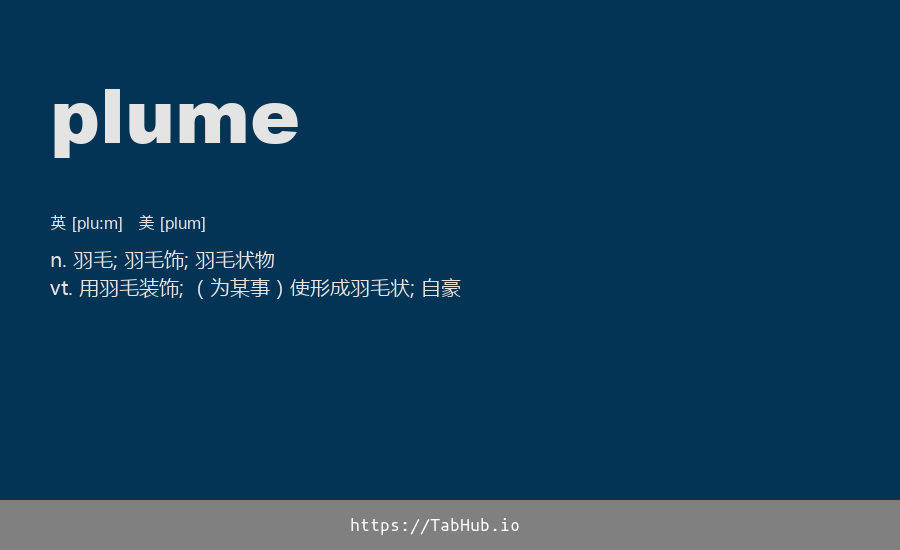 plume
英 [plu:m] 美 [plum]
n. 羽毛; 羽毛饰; 羽毛状物
vt. 用羽毛装饰; （为某事）使形成羽毛状; 自豪
https://TabHub.io